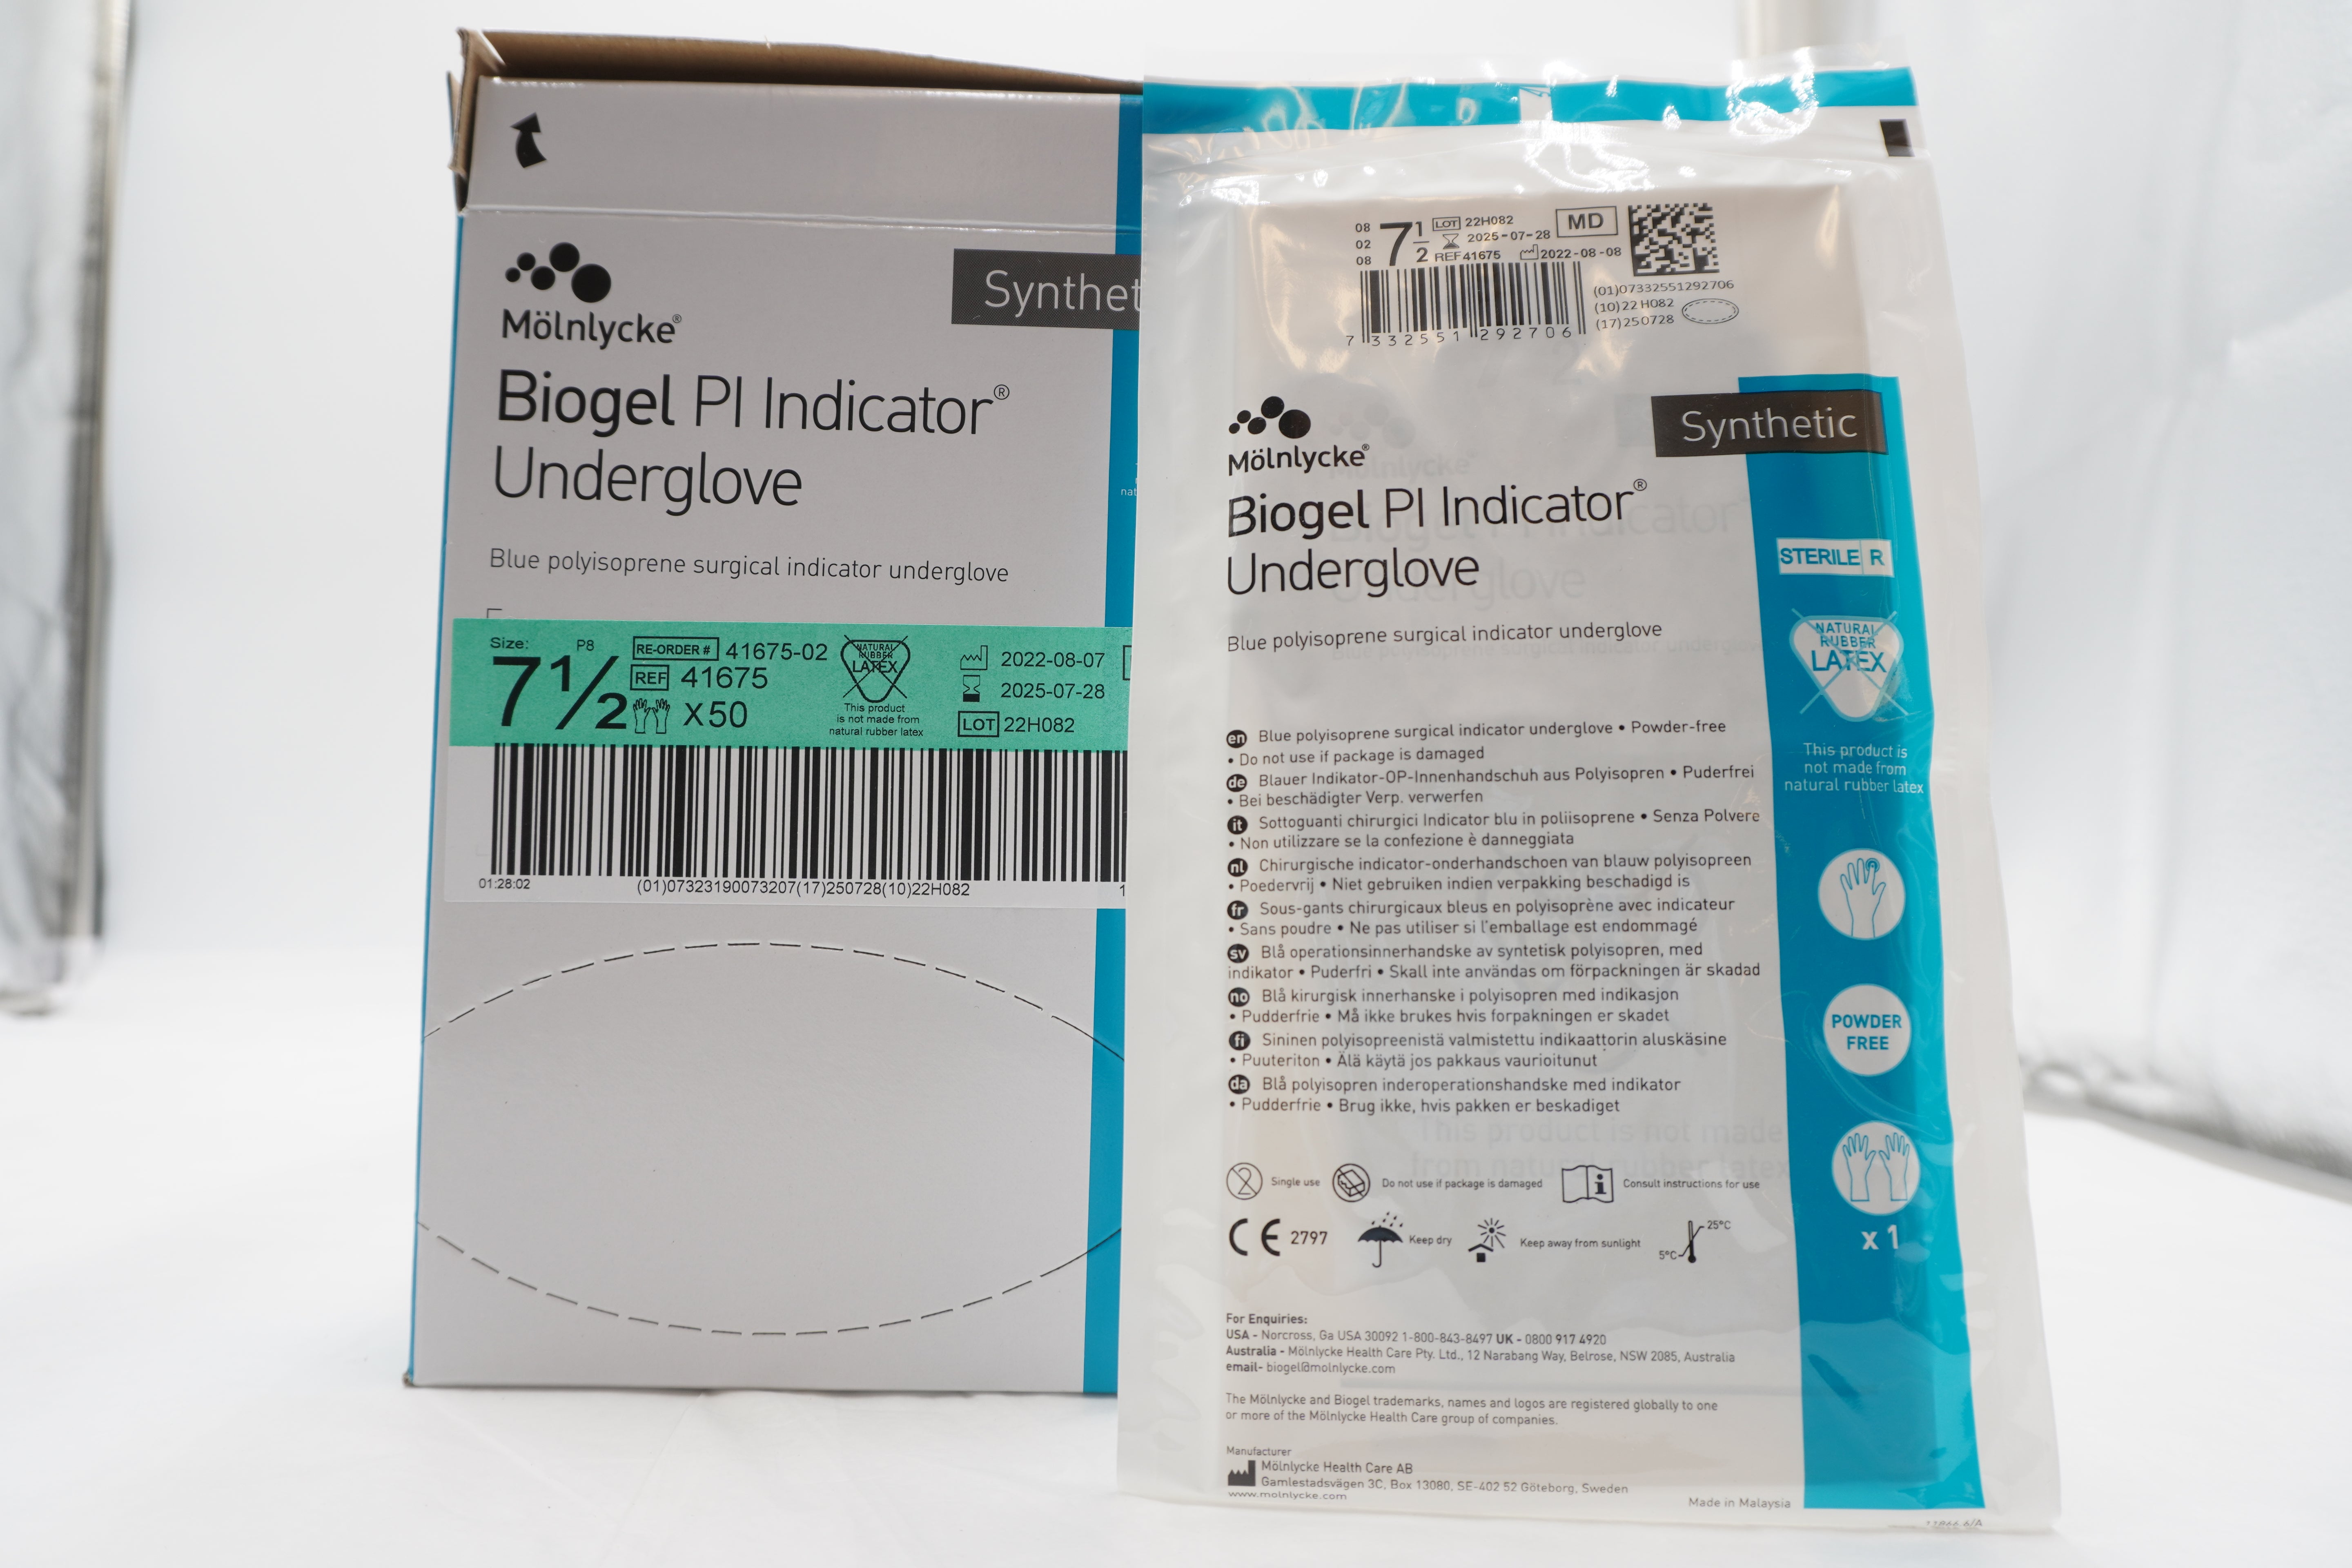 Mölnlycke®
Synthet
Biogel PI Indicator®
Underglove
nat
Blue polyisoprene surgical indicator underglove
Size:
P8
7½
RE-ORDER # 41675-02
REF 41675
X50
NATURAL
RUBBER
LATEX
This product
is not made from
natural rubber latex
2022-08-07
2025-07-28
LOT 22H082
01:28:02
(01)07323190073207(17)250728(10)22H082
1
08
02
08
7 1/2
LOT 22H082
2025-07-28
REF41675
2022-08-08
MD
(01)07332551292706
(10)22H082
(17)250728
7 332551 292706
Mölnlycke®
Synthetic
Biogel PI Indicator®
Underglove
Blue polyisoprene surgical indicator underglove
STERILE R
NATURAL
RUBBER
LATEX
This product is
not made from
natural rubber latex
en Blue polyisoprene surgical indicator underglove • Powder-free
• Do not use if package is damaged
de Blauer Indikator-OP-Innenhandschuh aus Polyisopren • Puderfrei
• Bei beschädigter Verp. verwerfen
it Sottoguanti chirurgici Indicator blu in poliisoprene • Senza Polvere
• Non utilizzare se la confezione è danneggiata
nl Chirurgische indicator-onderhandschoen van blauw polyisopreen
• Poedervrij • Niet gebruiken indien verpakking beschadigd is
fr Sous-gants chirurgicaux bleus en polyisoprène avec indicateur
• Sans poudre • Ne pas utiliser si l'emballage est endommagé
sv Blå operationsinnerhandske av syntetisk polyisopren, med
indikator • Puderfri • Skall inte användas om förpackningen är skadad
no Blå kirurgisk innerhanske i polyisopren med indikasjon
• Pudderfrie • Må ikke brukes hvis forpakningen er skadet
fi Sininen polyisopreenistä valmistettu indikaattorin aluskäsine
• Puuteriton • Älä käytä jos pakkaus vaurioitunut
da Blå polyisopren inderoperationshandske med indikator
• Pudderfrie • Brug ikke, hvis pakken er beskadiget
This product is not made
from natural rubber latex
POWDER
FREE
x 1
2 Single use
Do not use if package is damaged
i Consult instructions for use
CE 2797
Keep dry
Keep away from sunlight
5°C
25°C
For Enquiries:
USA - Norcross, Ga USA 30092 1-800-843-8497 UK - 0800 917 4920
Australia - Mölnlycke Health Care Pty. Ltd., 12 Narabang Way, Belrose, NSW 2085, Australia
email- biogel@molnlycke.com
The Mölnlycke and Biogel trademarks, names and logos are registered globally to one
or more of the Mölnlycke Health Care group of companies.
Manufacturer
Mölnlycke Health Care AB
Gamlestadsvägen 3C, Box 13080, SE-402 52 Göteborg, Sweden
www.molnlycke.com
Made in Malaysia